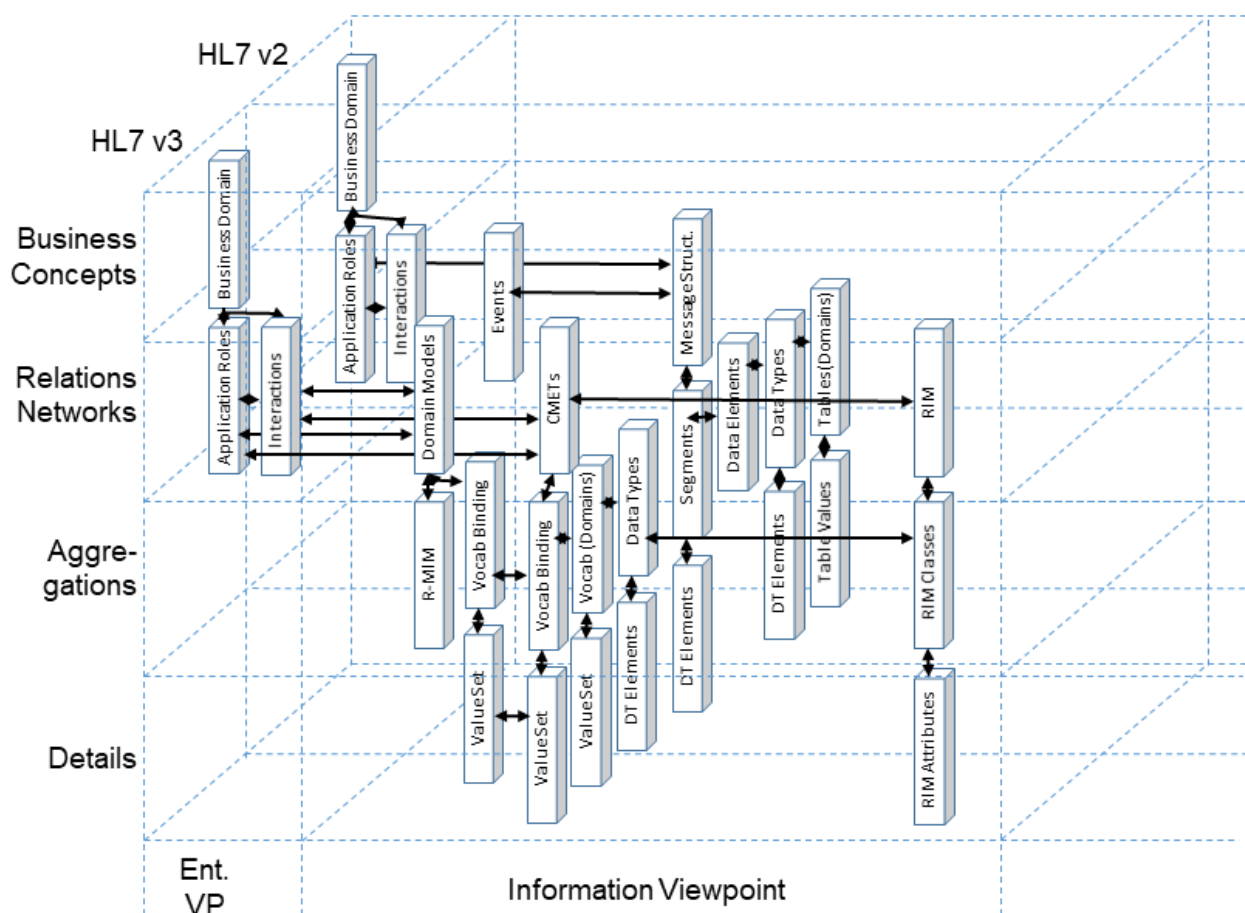 HL7 v2
HL7 v3
Business Domain
Business Domain
Business
Concepts
Application Roles
Interactions
Events
Message Struct.
Tables(Domains)
Relations
Networks
Application Roles
Interactions
Domain Models
CMETs
Data Elements
Data Types
RIM
Aggre-
gations
R-MIM
Vocab Binding
Vocab Binding
Vocab (Domains)
Data Types
Segments
DT Elements
Table Values
RIM Classes
Details
ValueSet
ValueSet
ValueSet
DT Elements
DT Elements
RIM Attributes
Ent.
VP
Information Viewpoint